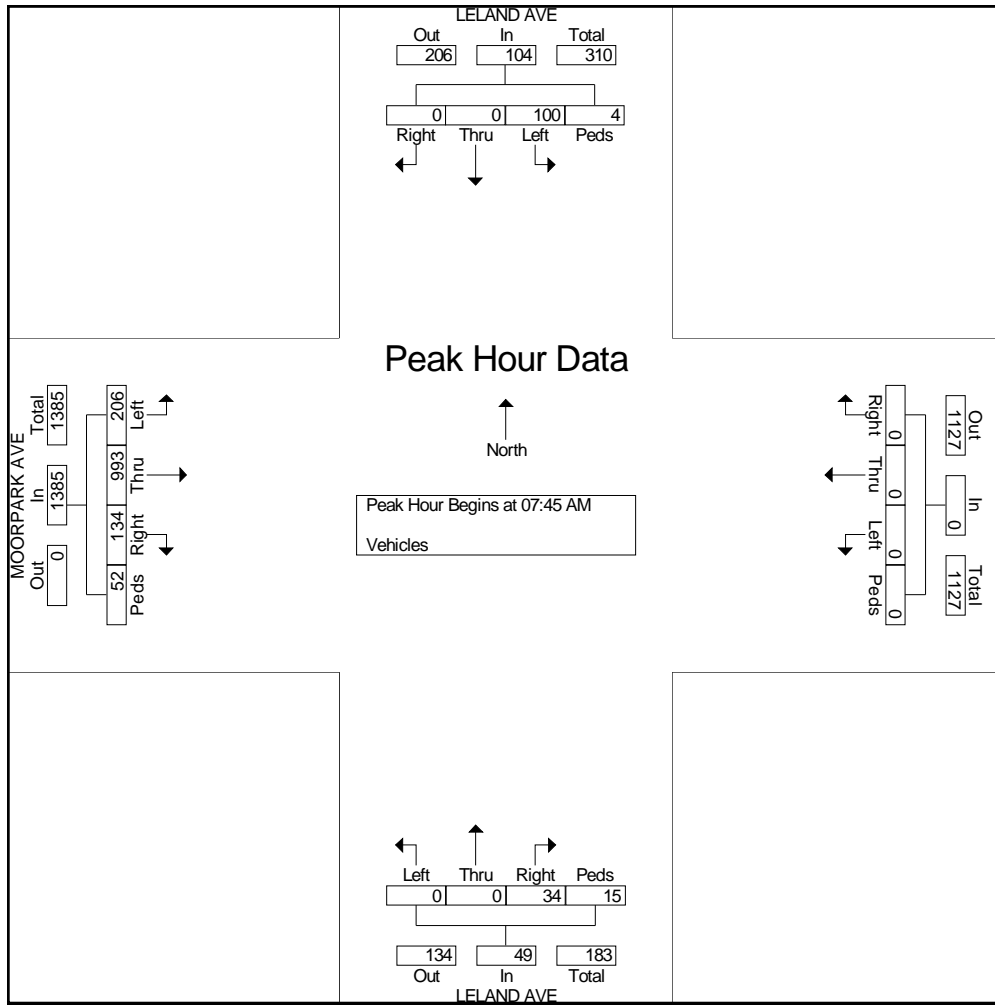 LELAND AVE
Out In Total
206 104 310
0 0 100 4
Right Thru Left Peds
Peak Hour Data
North
Peak Hour Begins at 07:45 AM
Vehicles
MOORPARK AVE
Out In Total
0 1385 1385
206 993 134 52
Left Thru Right Peds
Right Thru Left Peds
0 0 0 0
Out In Total
1127 0 1127
Left Thru Right Peds
0 0 34 15
134 49 183
Out In Total
LELAND AVE